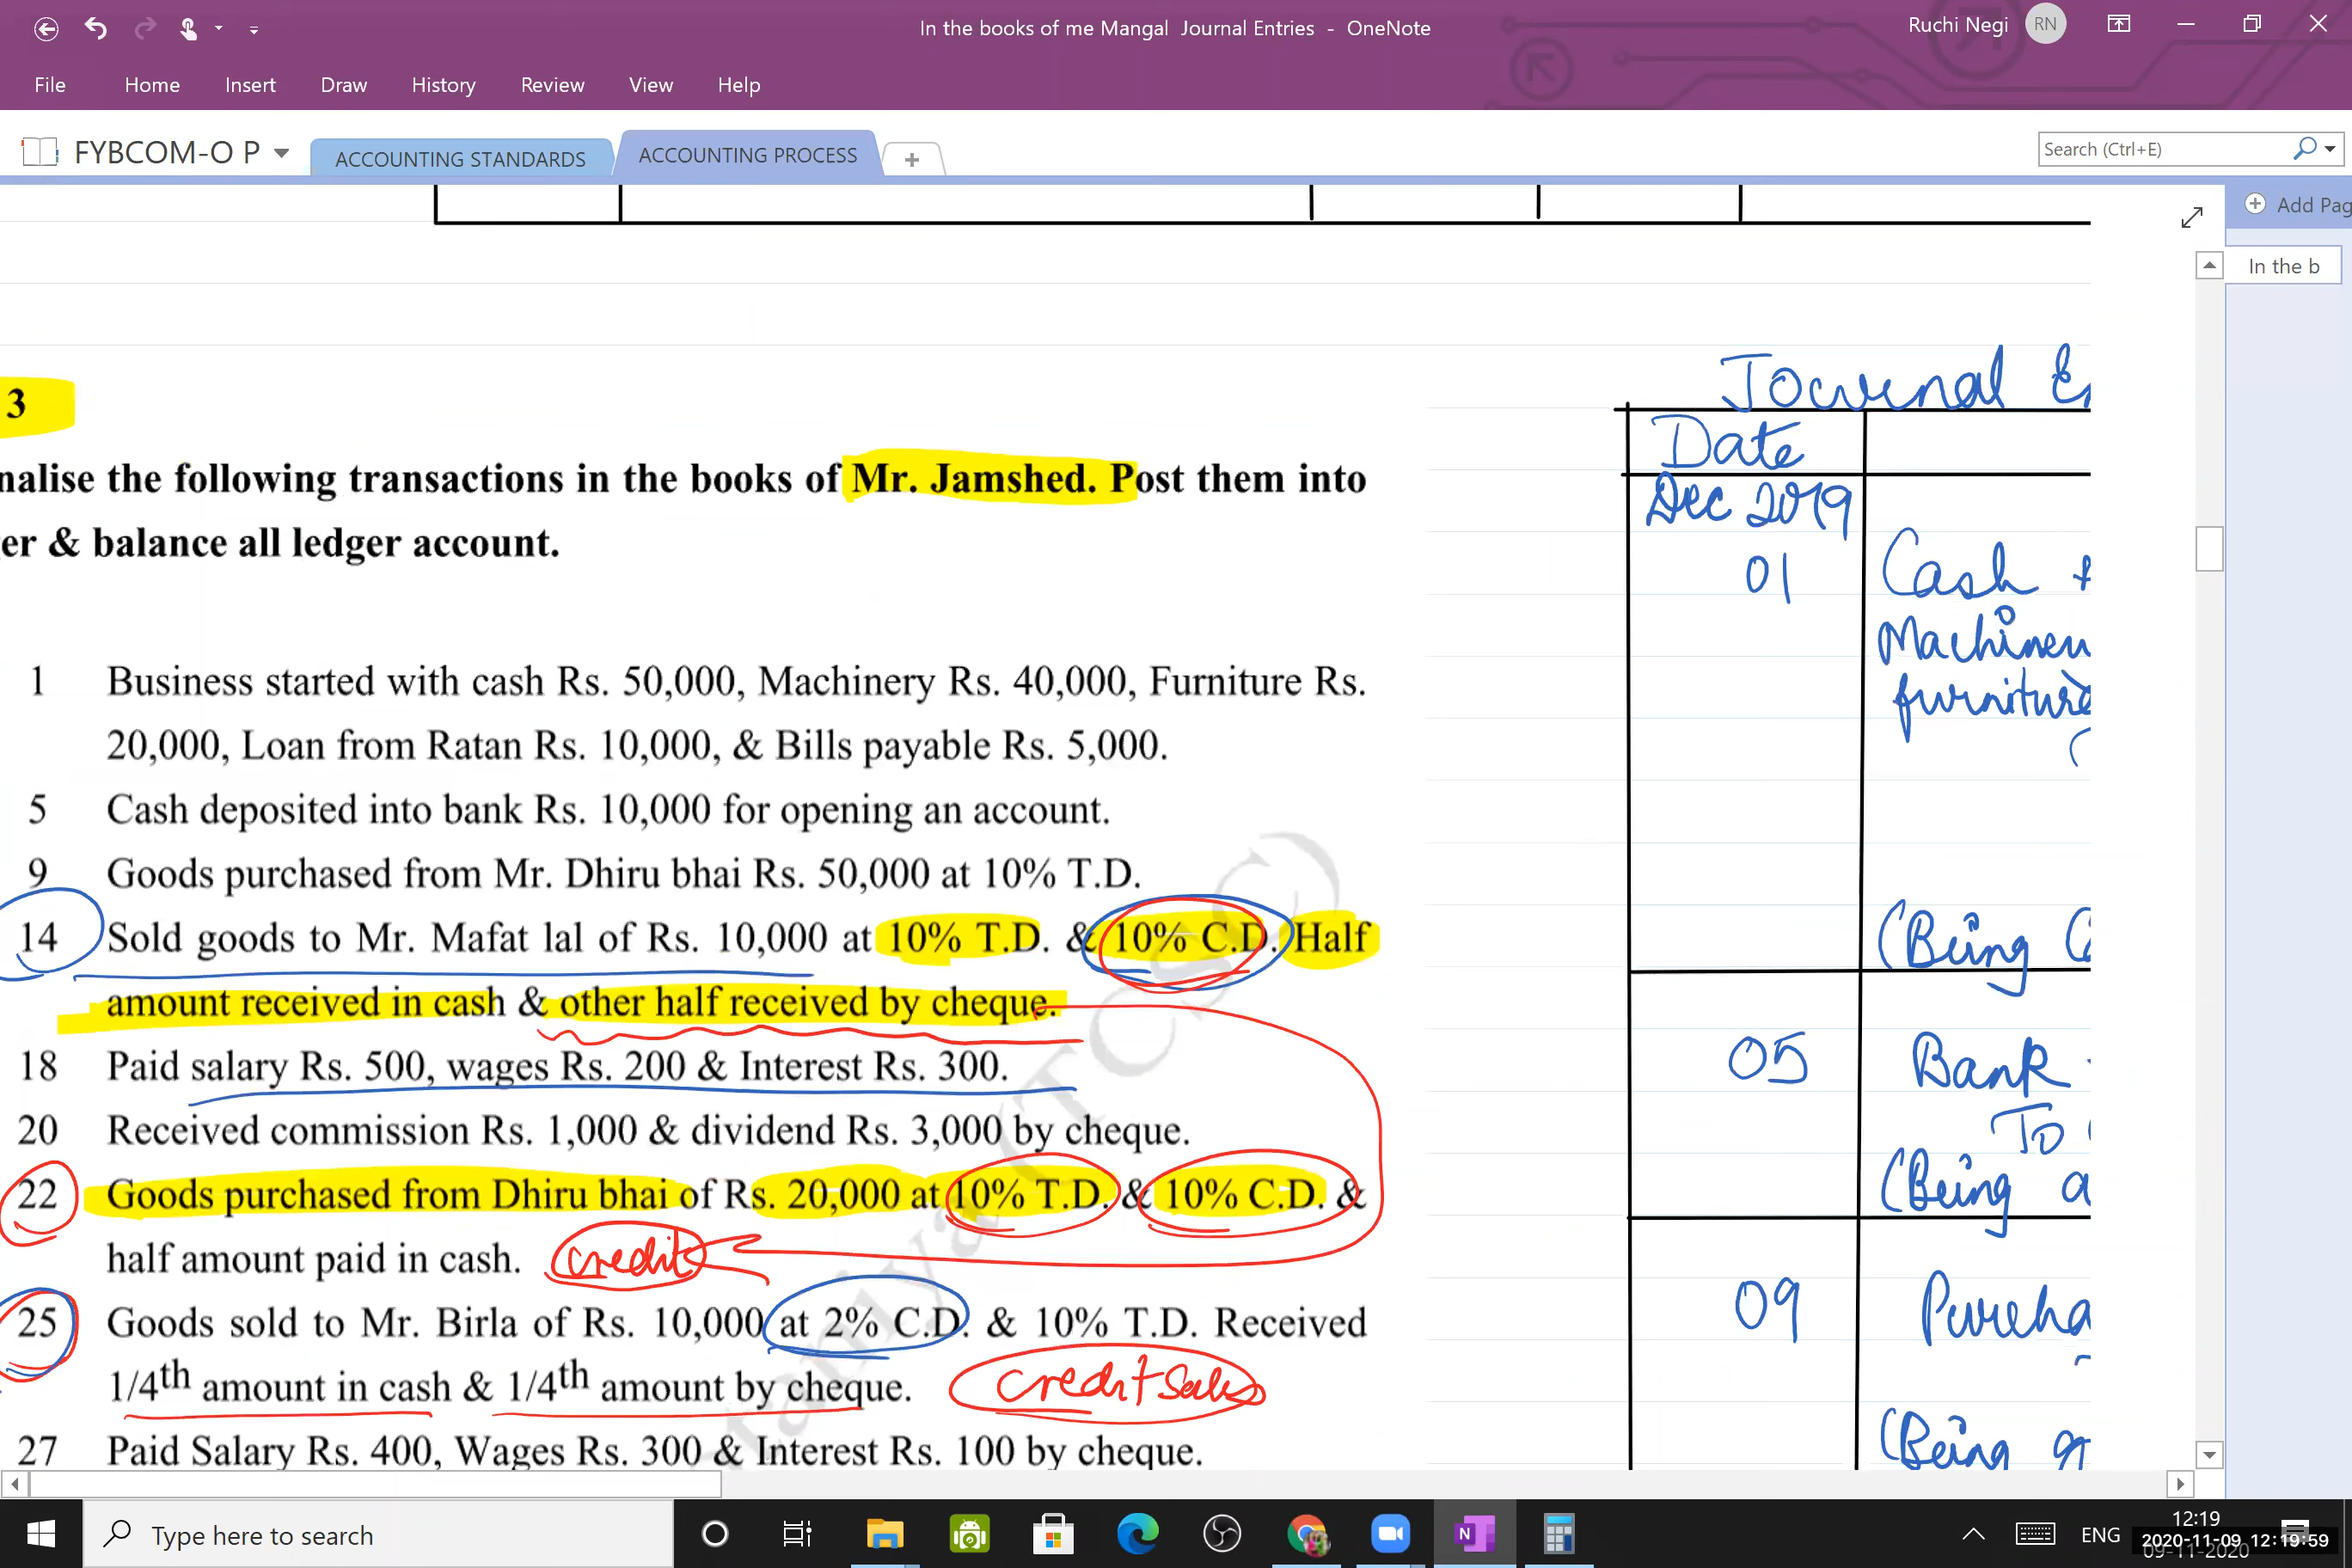 In the books of me Mangal Journal Entries - OneNote
Ruchi Negi RN
File Home Insert Draw History Review View Help
FYBCOM-O P ACCOUNTING STANDARDS ACCOUNTING PROCESS +
Search (Ctrl+E)
Add Pag
In the b
3
nalise the following transactions in the books of Mr. Jamshed. Post them into
er & balance all ledger account.
1 Business started with cash Rs. 50,000, Machinery Rs. 40,000, Furniture Rs.
20,000, Loan from Ratan Rs. 10,000, & Bills payable Rs. 5,000.
5 Cash deposited into bank Rs. 10,000 for opening an account.
9 Goods purchased from Mr. Dhiru bhai Rs. 50,000 at 10% T.D.
14 Sold goods to Mr. Mafat lal of Rs. 10,000 at 10% T.D. & 10% C.D. Half
amount received in cash & other half received by cheque.
18 Paid salary Rs. 500, wages Rs. 200 & Interest Rs. 300.
20 Received commission Rs. 1,000 & dividend Rs. 3,000 by cheque.
22 Goods purchased from Dhiru bhai of Rs. 20,000 at 10% T.D. & 10% C.D. &
half amount paid in cash. credit
25 Goods sold to Mr. Birla of Rs. 10,000 at 2% C.D. & 10% T.D. Received
1/4th amount in cash & 1/4th amount by cheque. credit sales
27 Paid Salary Rs. 400, Wages Rs. 300 & Interest Rs. 100 by cheque.
Journal E
Date
Dec 2019
01 Cash
Machinery
furniture
(Being
05 Bank
To
(Being a
09 Purcha
(Being g
Type here to search
ENG
12:19
09-11-2020
2020-11-09 12:19:59